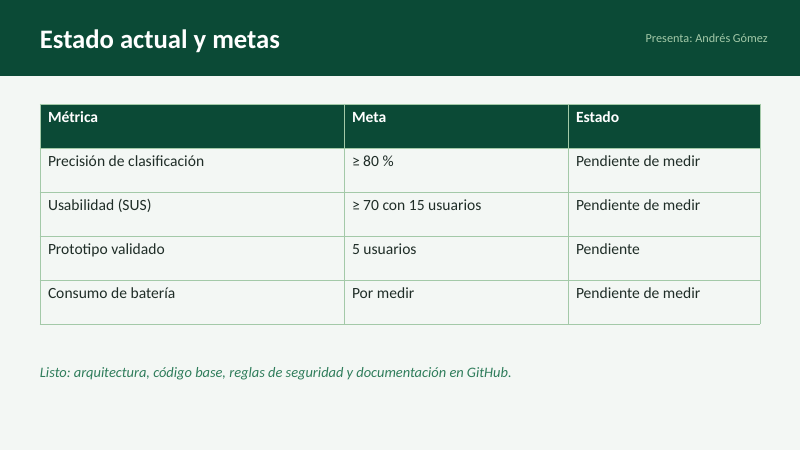 Estado actual y metas
Presenta: Andrés Gómez
Métrica Meta Estado
Precisión de clasificación ≥ 80 % Pendiente de medir
Usabilidad (SUS) ≥ 70 con 15 usuarios Pendiente de medir
Prototipo validado 5 usuarios Pendiente
Consumo de batería Por medir Pendiente de medir
Listo: arquitectura, código base, reglas de seguridad y documentación en GitHub.